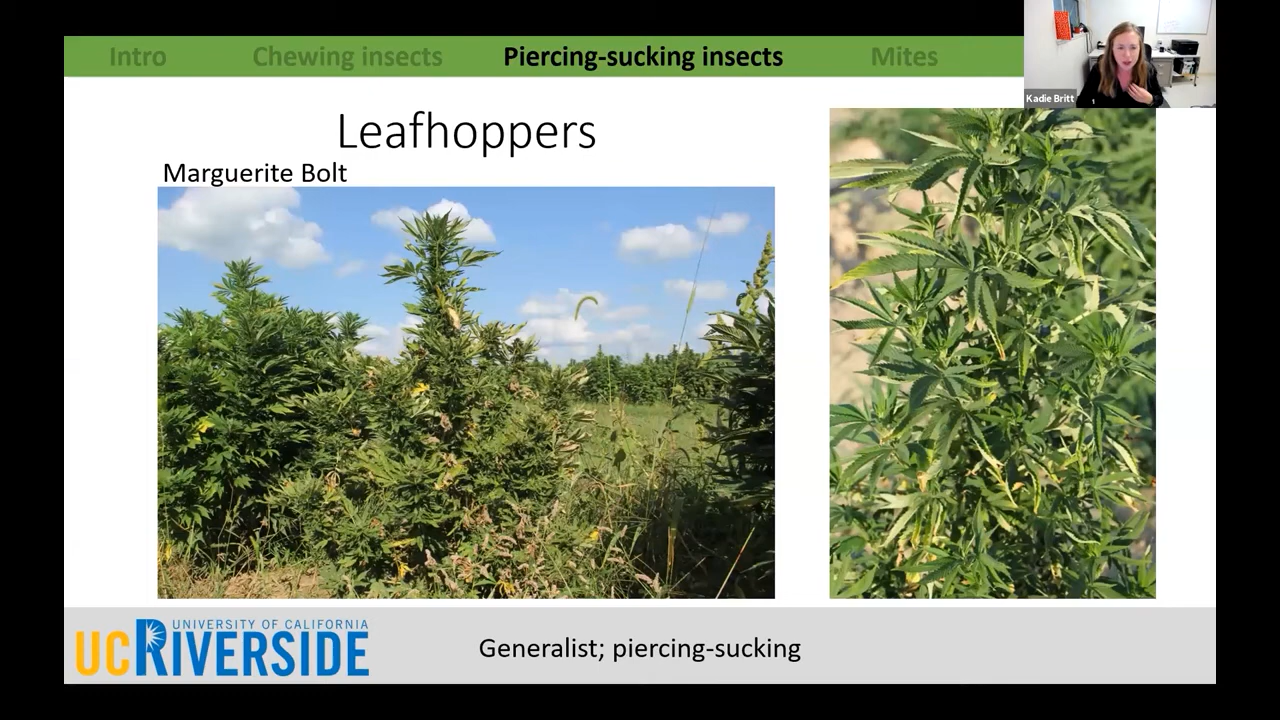 Intro
Chewing insects
Piercing-sucking insects
Mites
Kadie Britt
Leafhoppers
Marguerite Bolt
UNIVERSITY OF CALIFORNIA
UCRIVERSIDE
Generalist; piercing-sucking